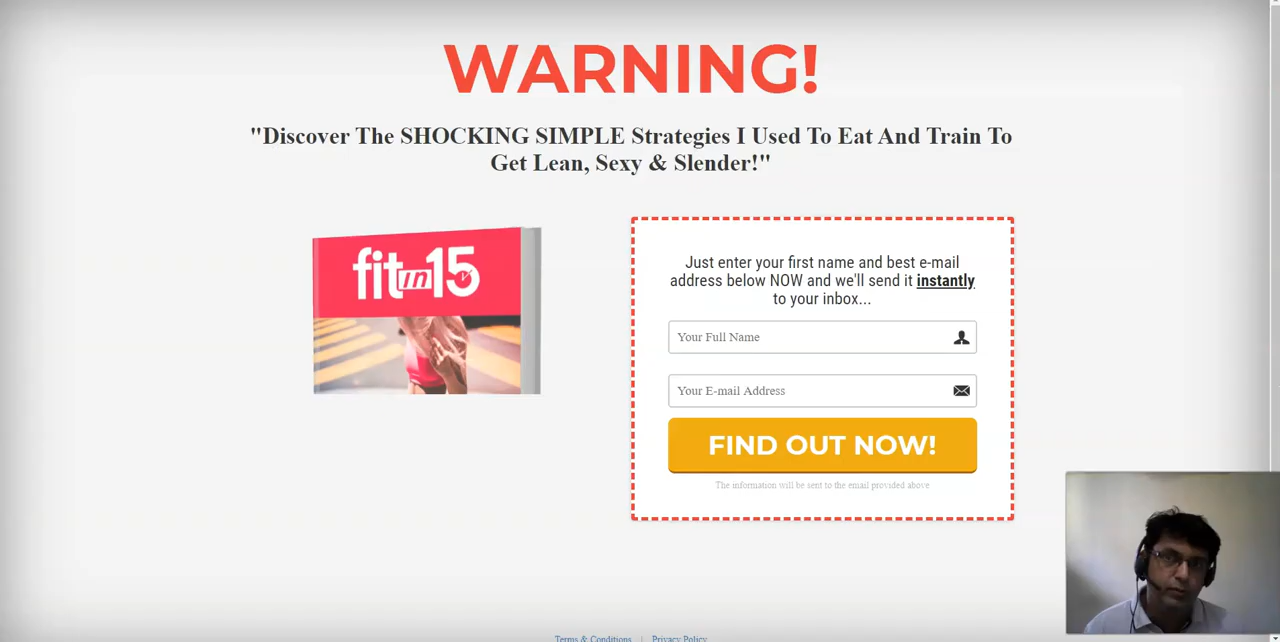 WARNING!
"Discover The SHOCKING SIMPLE Strategies I Used To Eat And Train To
Get Lean, Sexy & Slender!"
fit in 15
Just enter your first name and best e-mail
address below NOW and we'll send it instantly
to your inbox...
Your Full Name
Your E-mail Address
FIND OUT NOW!
The information will be sent to the email provided above
Terms & Conditions | Privacy Policy